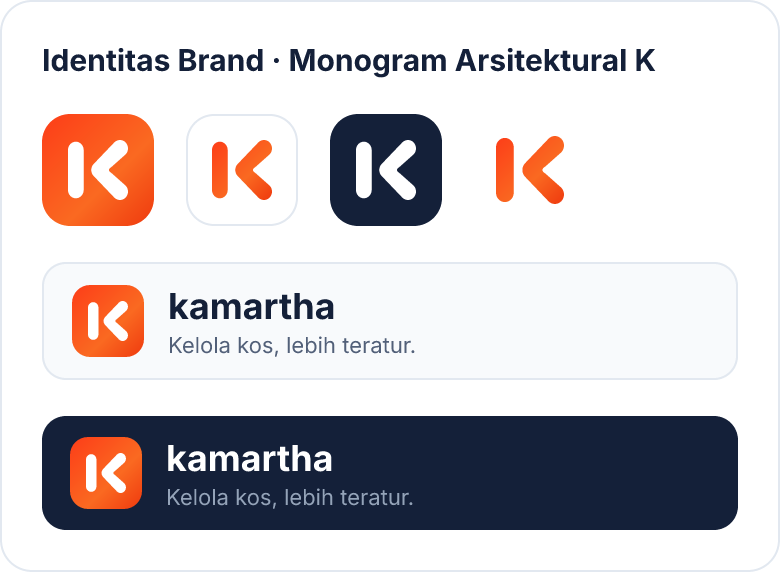 Identitas Brand · Monogram Arsitektural K
K K K K
K kamartha
Kelola kos, lebih teratur.
K kamartha
Kelola kos, lebih teratur.